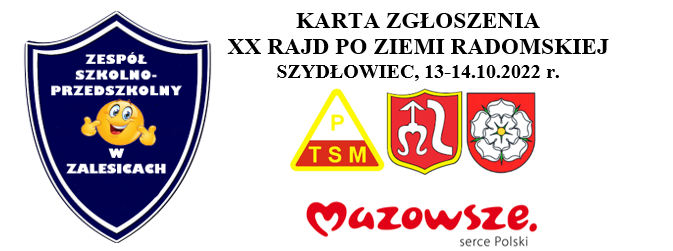 ZESPÓŁ
SZKOLNO-
PRZEDSZKOLNY
W
ZALESICACH
KARTA ZGŁOSZENIA
XX RAJD PO ZIEMI RADOMSKIEJ
SZYDŁOWIEC, 13-14.10.2022 r.
P
TSM
Mazowsze.
serce Polski